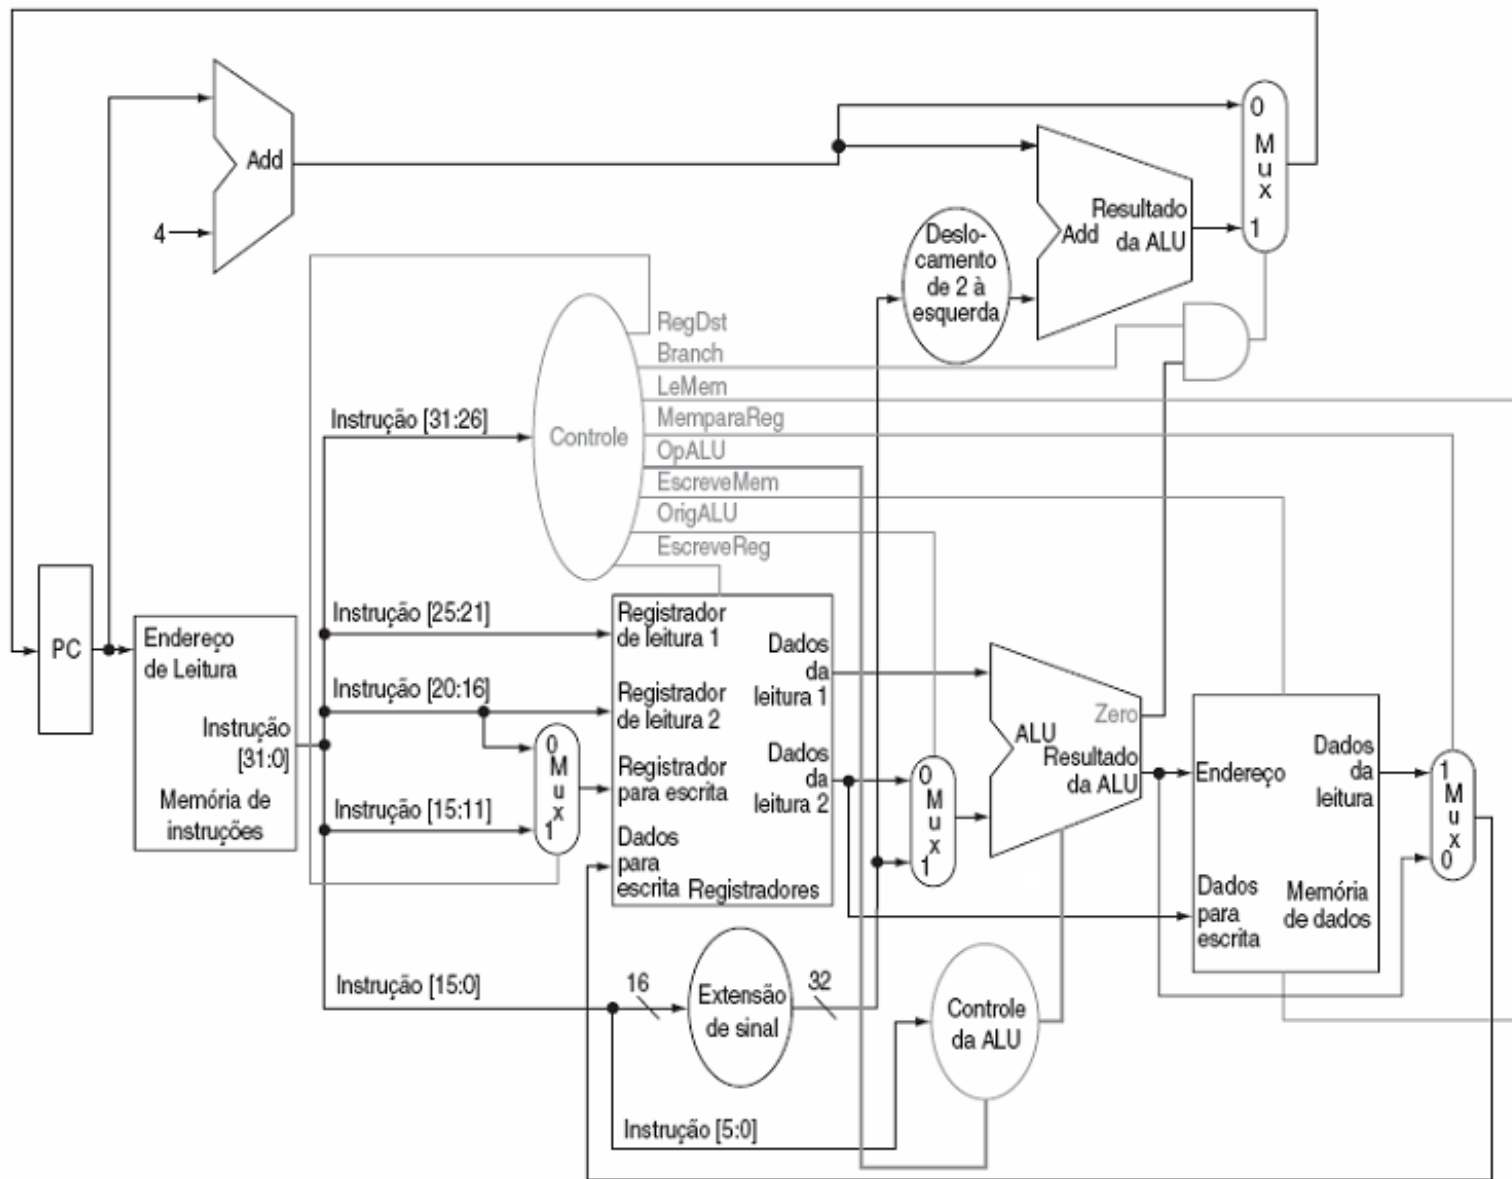 0
M
u
x
1
Add
4
Resultado
da ALU
Add
Deslo-
camento
de 2 à
esquerda
RegDst
Branch
LeMem
MemparaReg
OpALU
EscreveMem
OrigALU
EscreveReg
Controle
Instrução [31:26]
Instrução [25:21]
Instrução [20:16]
Instrução [15:11]
Instrução [15:0]
PC
Endereço
de Leitura
Instrução
[31:0]
Memória de
instruções
0
M
u
x
1
Registrador
de leitura 1
Registrador
de leitura 2
Registrador
para escrita
Dados
para
escrita
Registradores
Dados
da
leitura 1
Dados
da
leitura 2
0
M
u
x
1
Zero
ALU
Resultado
da ALU
Endereço
Dados
da
leitura
Dados
para
escrita
Memória
de dados
1
M
u
x
0
16
Extensão
de sinal
32
Controle
da ALU
Instrução [5:0]